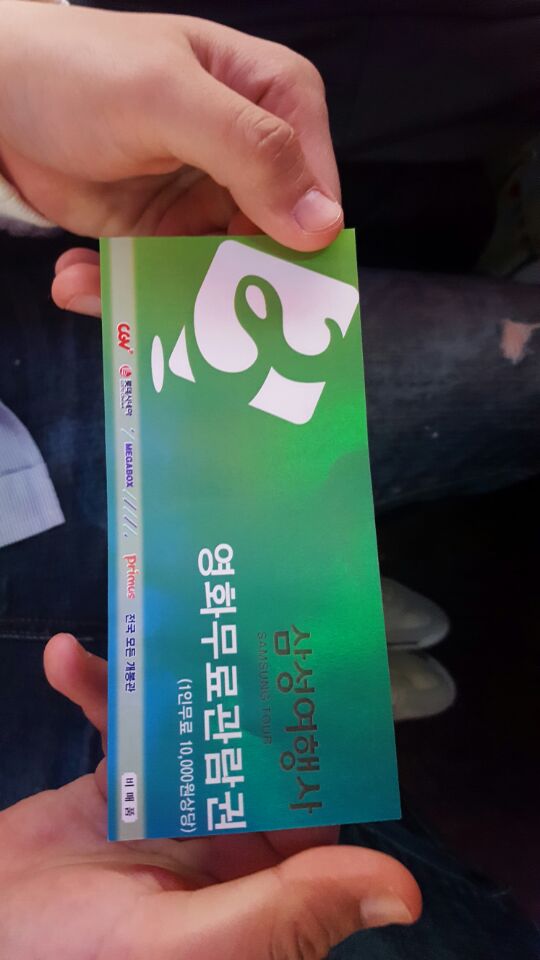 삼성여행사
SAMSUNG TOUR
영화무료관람권
(1인무료 10,000원상당)
CGV 롯데시네마 MEGABOX primus 전국 모든 개봉관 비매품